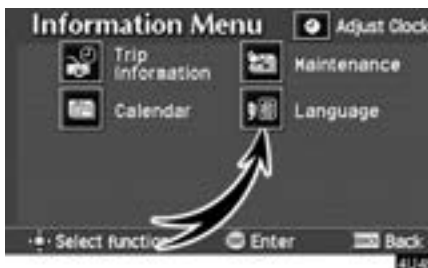 Information Menu
Adjust Clock
Trip
Information
Maintenance
Calendar
Language
Select function
Enter
Back